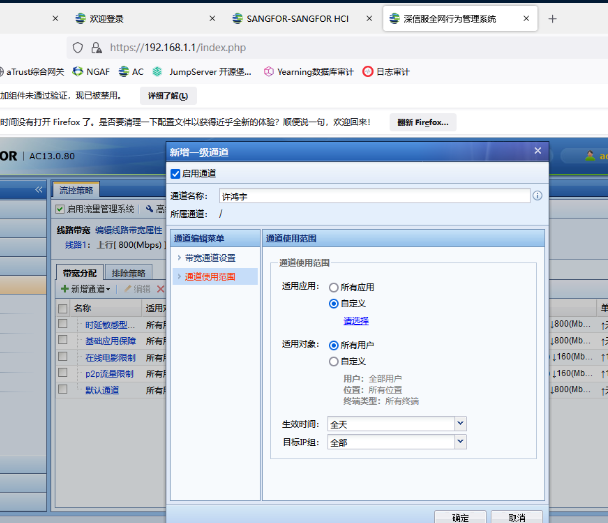 欢迎登录 SANGFOR-SANGFOR HCI 深信服全网行为管理系统
https://192.168.1.1/index.php
aTrust综合网关 NGAF AC JumpServer 开源堡... Yearning数据库审计 日志审计
加组件未通过验证，现已被禁用。 详细了解(L)
时间没有打开 Firefox 了。是否要清理一下配置文件以获得近乎全新的体验？顺便说一句，欢迎回来！ 翻新 Firefox...
FOR AC13.0.80
新增一级通道
启用通道
通道名称： 许鸿宇
所属通道： /
流控策略
启用流量管理系统
线路带宽 编辑线路带宽属性
线路1： 上行[ 800(Mbps) ]
带宽分配 排除策略
新增通道 编辑
名称 适用对
时延敏感型... 所有用
基础应用保障 所有用
在线电影限制 所有用
p2p流量限制 所有用
默认通道 所有用
通道编辑菜单
带宽通道设置
通道使用范围
通道使用范围
通道使用范围
适用应用： 所有应用
自定义
请选择
适用对象： 所有用户
自定义
用户：全部用户
位置：所有位置
终端类型：所有终端
生效时间： 全天
目标IP组： 全部
确定 取消
单
↓800(Mb...
↓800(Mb...
↓160(Mb...
↓160(Mb...
↓800(Mb...